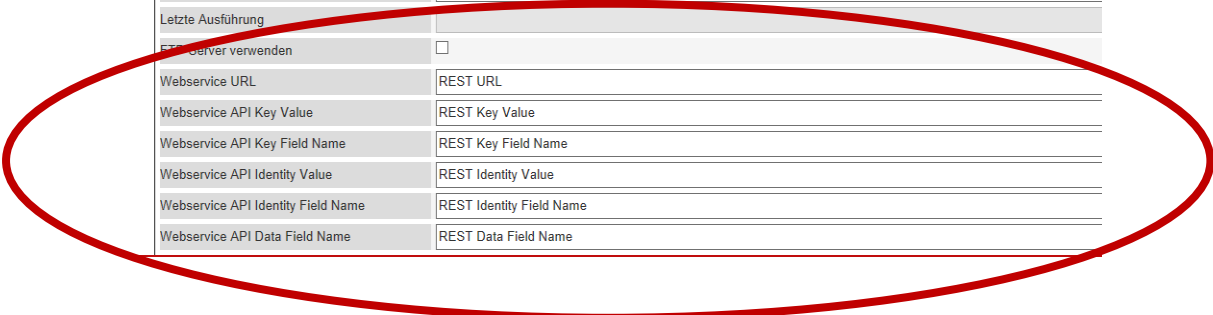 Letzte Ausführung
FTP Server verwenden
Webservice URL REST URL
Webservice API Key Value REST Key Value
Webservice API Key Field Name REST Key Field Name
Webservice API Identity Value REST Identity Value
Webservice API Identity Field Name REST Identity Field Name
Webservice API Data Field Name REST Data Field Name